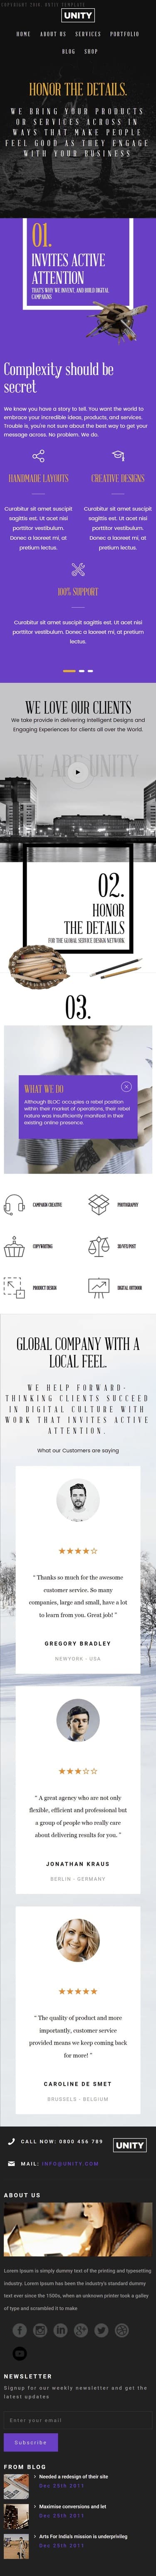 UNITY
HOME ABOUT US SERVICES PORTFOLIO
BLOG SHOP
HONOR THE DETAILS.
WE BRING YOUR PRODUCTS
OR SERVICES ACROSS IN
WAYS THAT MAKE PEOPLE
FEEL GOOD AS THEY ENGAGE
WITH YOUR BUSINESS
01.
INVITES ACTIVE
ATTENTION
THAT'S WHY WE INVENT, AND BUILD DIGITAL
CAMPAIGNS
Complexity should be
secret
We know you have a story to tell. You want the world to
embrace your incredible ideas, products, and services.
Trouble is, you're not sure about the best way to get your
message across. No problem. We do.
HANDMADE LAYOUTS
Curabitur sit amet suscipit
sagittis est. Ut acet nisi
porttitor vestibulum.
Donec a laoreet mi, at
pretium lectus.
CREATIVE DESIGNS
Curabitur sit amet suscipit
sagittis est. Ut acet nisi
porttitor vestibulum.
Donec a laoreet mi, at
pretium lectus.
100% SUPPORT
Curabitur sit amet suscipit sagittis est. Ut acet nisi
porttitor vestibulum. Donec a laoreet mi, at pretium
lectus.
WE LOVE OUR CLIENTS
We take provide in delivering Intelligent Designs and
Engaging Experiences for clients all over the World.
WE ARE UNITY
02.
HONOR
THE DETAILS
FOR THE GLOBAL SERVICE DESIGN NETWORK
03.
WHAT WE DO
Although BLOC occupies a rebel position
within their market of operations, their rebel
nature was insufficiently manifest in their
existing online presence.
CAMPAIGN CREATIVE
PHOTOGRAPHY
COPYWRITING
3D/VFX/POST
PRODUCT DESIGN
DIGITAL OUTDOOR
GLOBAL COMPANY WITH A
LOCAL FEEL.
WE HELP FORWARD-
THINKING CLIENTS SUCCEED
IN DIGITAL CULTURE WITH
WORK THAT INVITES ACTIVE
ATTENTION.
What our Customers are saying
" Thanks so much for the awesome
customer service. So many
companies, large and small, have a lot
to learn from you. Great job! "
GREGORY BRADLEY
NEWYORK - USA
" A great agency who are not only
flexible, efficient and professional but
a group of people who really care
about delivering results for you. "
JONATHAN KRAUS
BERLIN - GERMANY
" The quality of product and more
importantly, customer service
provided means we keep coming back
for more! "
CAROLINE DE SMET
BRUSSELS - BELGIUM
CALL NOW: 0800 456 789
UNITY
MAIL: INFO@UNITY.COM
ABOUT US
Lorem Ipsum is simply dummy text of the printing and typesetting
industry. Lorem Ipsum has been the industry's standard dummy
text ever since the 1500s, when an unknown printer took a galley
of type and scrambled it to make
NEWSLETTER
Signup for our weekly newsletter and get the
latest updates
Enter your email
Subscribe
FROM BLOG
Needed a redesign of their site
Dec 25th 2011
Maximise conversions and let
Dec 25th 2011
Arts For India's mission is underprivileg
Dec 25th 2011